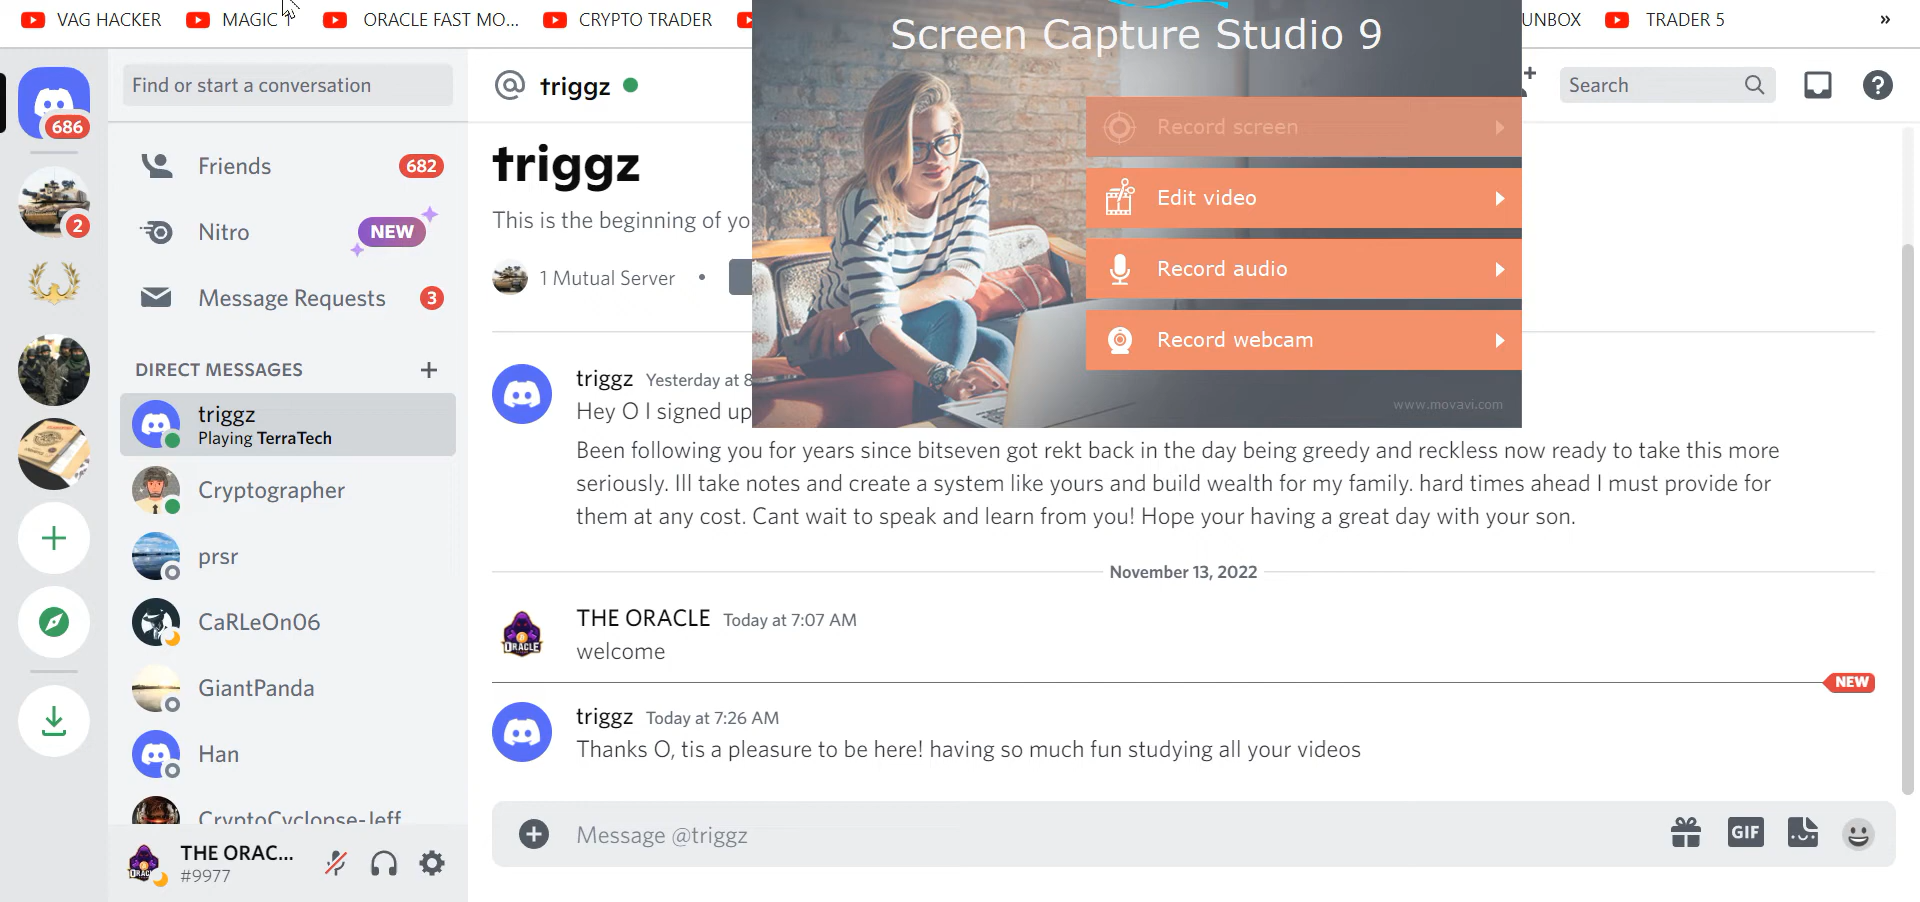 VAG HACKER
MAGIC
ORACLE FAST MO...
CRYPTO TRADER
UNBOX
TRADER 5
»
Screen Capture Studio 9
Record screen
Edit video
Record audio
Record webcam
www.movavi.com
686
2
Find or start a conversation
Friends
682
Nitro
NEW
Message Requests
3
DIRECT MESSAGES
triggz
Playing TerraTech
Cryptographer
prsr
CaRLeOn06
GiantPanda
Han
CryptoCyclopse-Jeff
THE ORAC...
#9977
triggz
Search
triggz
This is the beginning of yo
1 Mutual Server
triggz Yesterday at 8
Hey O I signed up
Been following you for years since bitseven got rekt back in the day being greedy and reckless now ready to take this more
seriously. Ill take notes and create a system like yours and build wealth for my family. hard times ahead I must provide for
them at any cost. Cant wait to speak and learn from you! Hope your having a great day with your son.
November 13, 2022
THE ORACLE Today at 7:07 AM
welcome
ORACLE
NEW
triggz Today at 7:26 AM
Thanks O, tis a pleasure to be here! having so much fun studying all your videos
Message @triggz
GIF